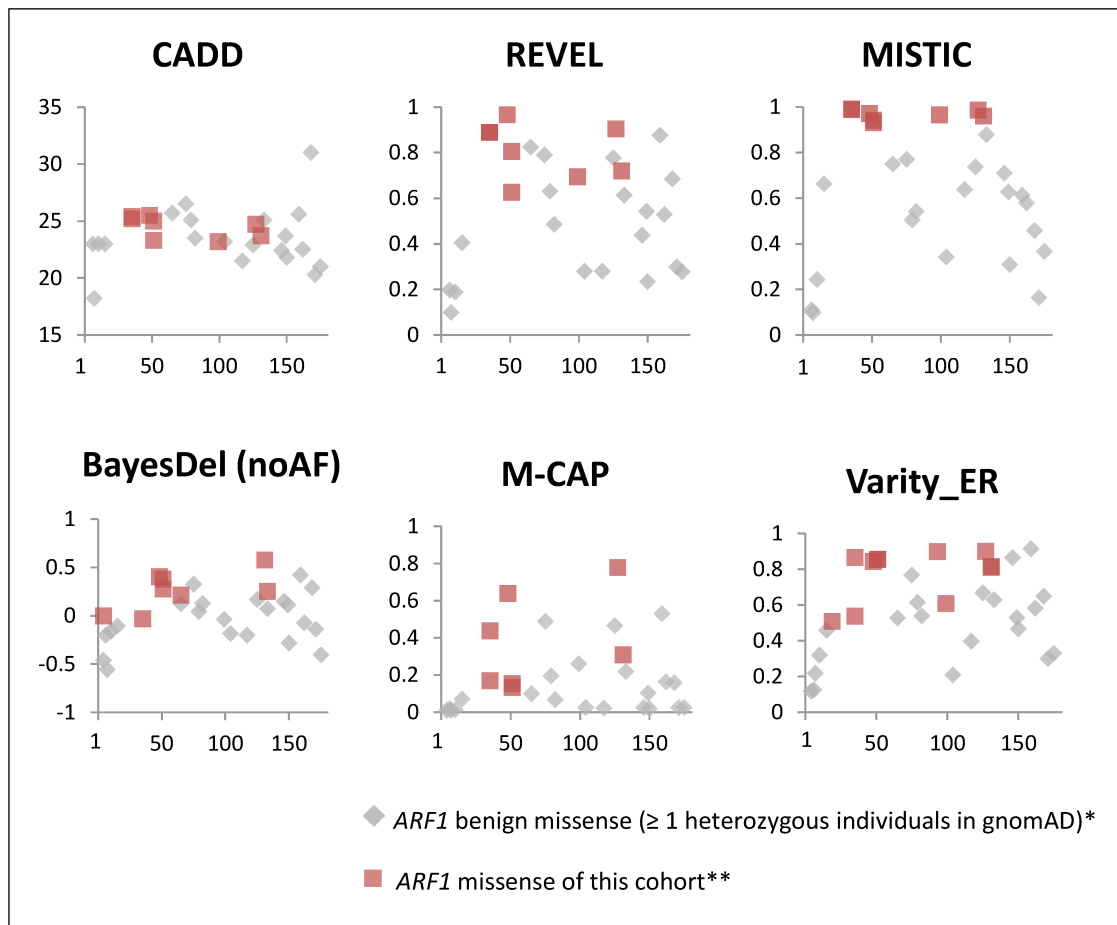 CADD
REVEL
MISTIC
35
30
25
20
15
1 50 100 150
1
0.8
0.6
0.4
0.2
0
1 50 100 150
1
0.8
0.6
0.4
0.2
0
1 50 100 150
BayesDel (noAF)
M-CAP
Varity_ER
1
0.5
0
-0.5
-1
1 50 100 150
1
0.8
0.6
0.4
0.2
0
1 50 100 150
1
0.8
0.6
0.4
0.2
0
1 50 100 150
ARF1 benign missense (≥ 1 heterozygous individuals in gnomAD)*
ARF1 missense of this cohort**